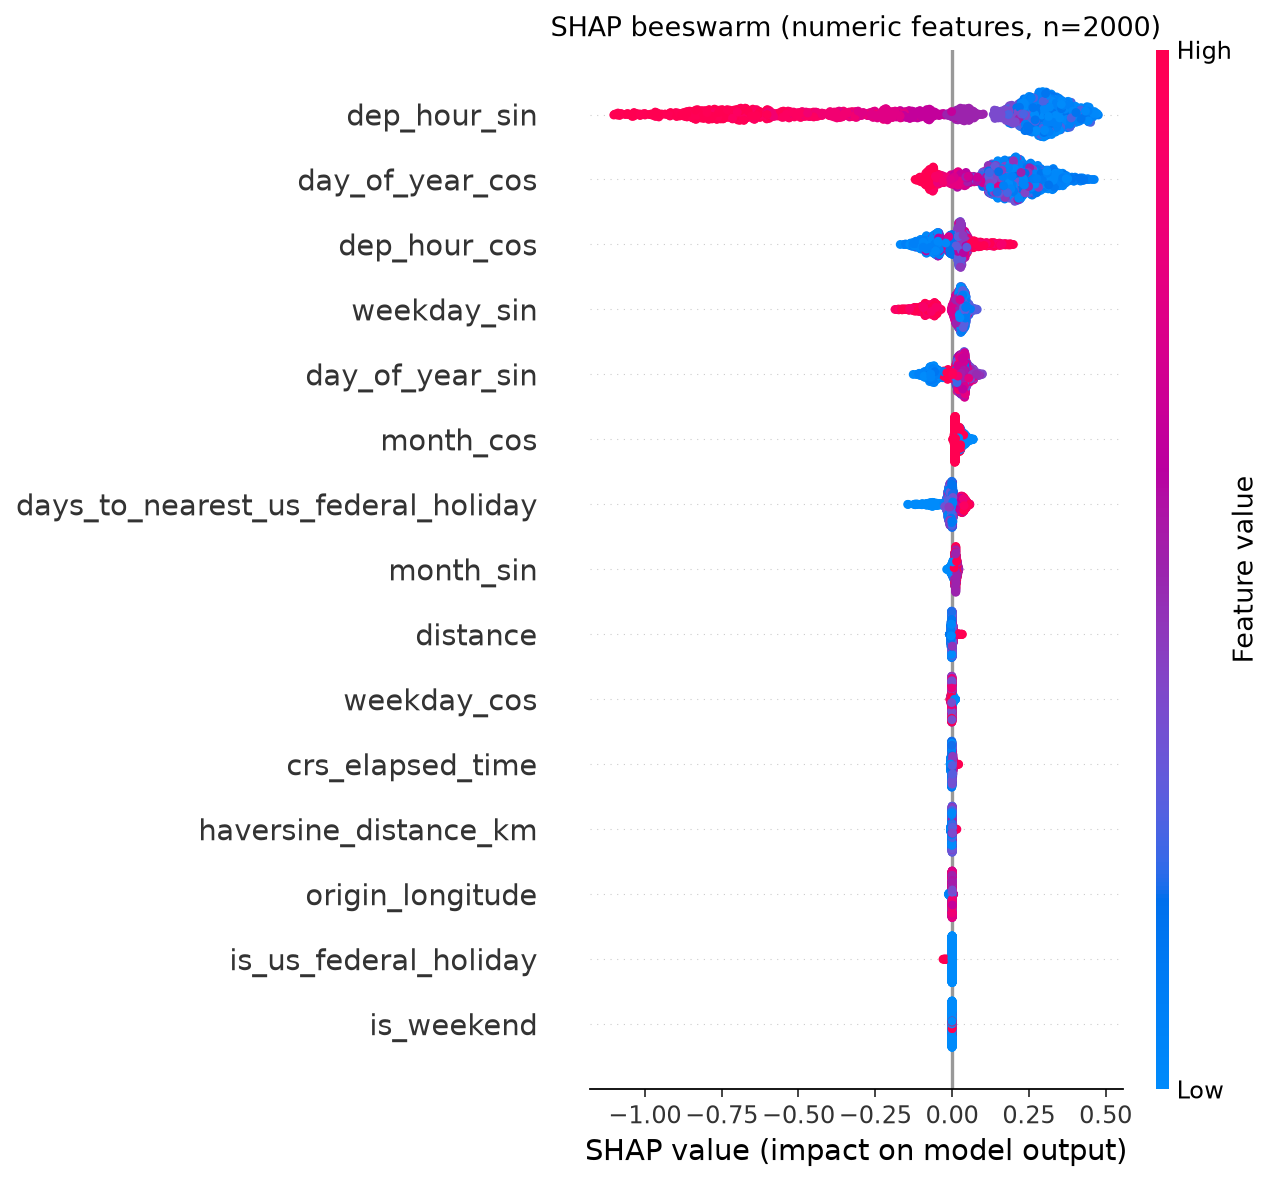 SHAP beeswarm (numeric features, n=2000)
High
dep_hour_sin
day_of_year_cos
dep_hour_cos
weekday_sin
day_of_year_sin
month_cos
days_to_nearest_us_federal_holiday
month_sin
distance
weekday_cos
crs_elapsed_time
haversine_distance_km
origin_longitude
is_us_federal_holiday
is_weekend
Feature value
Low
−1.00 −0.75 −0.50 −0.25 0.00 0.25 0.50
SHAP value (impact on model output)